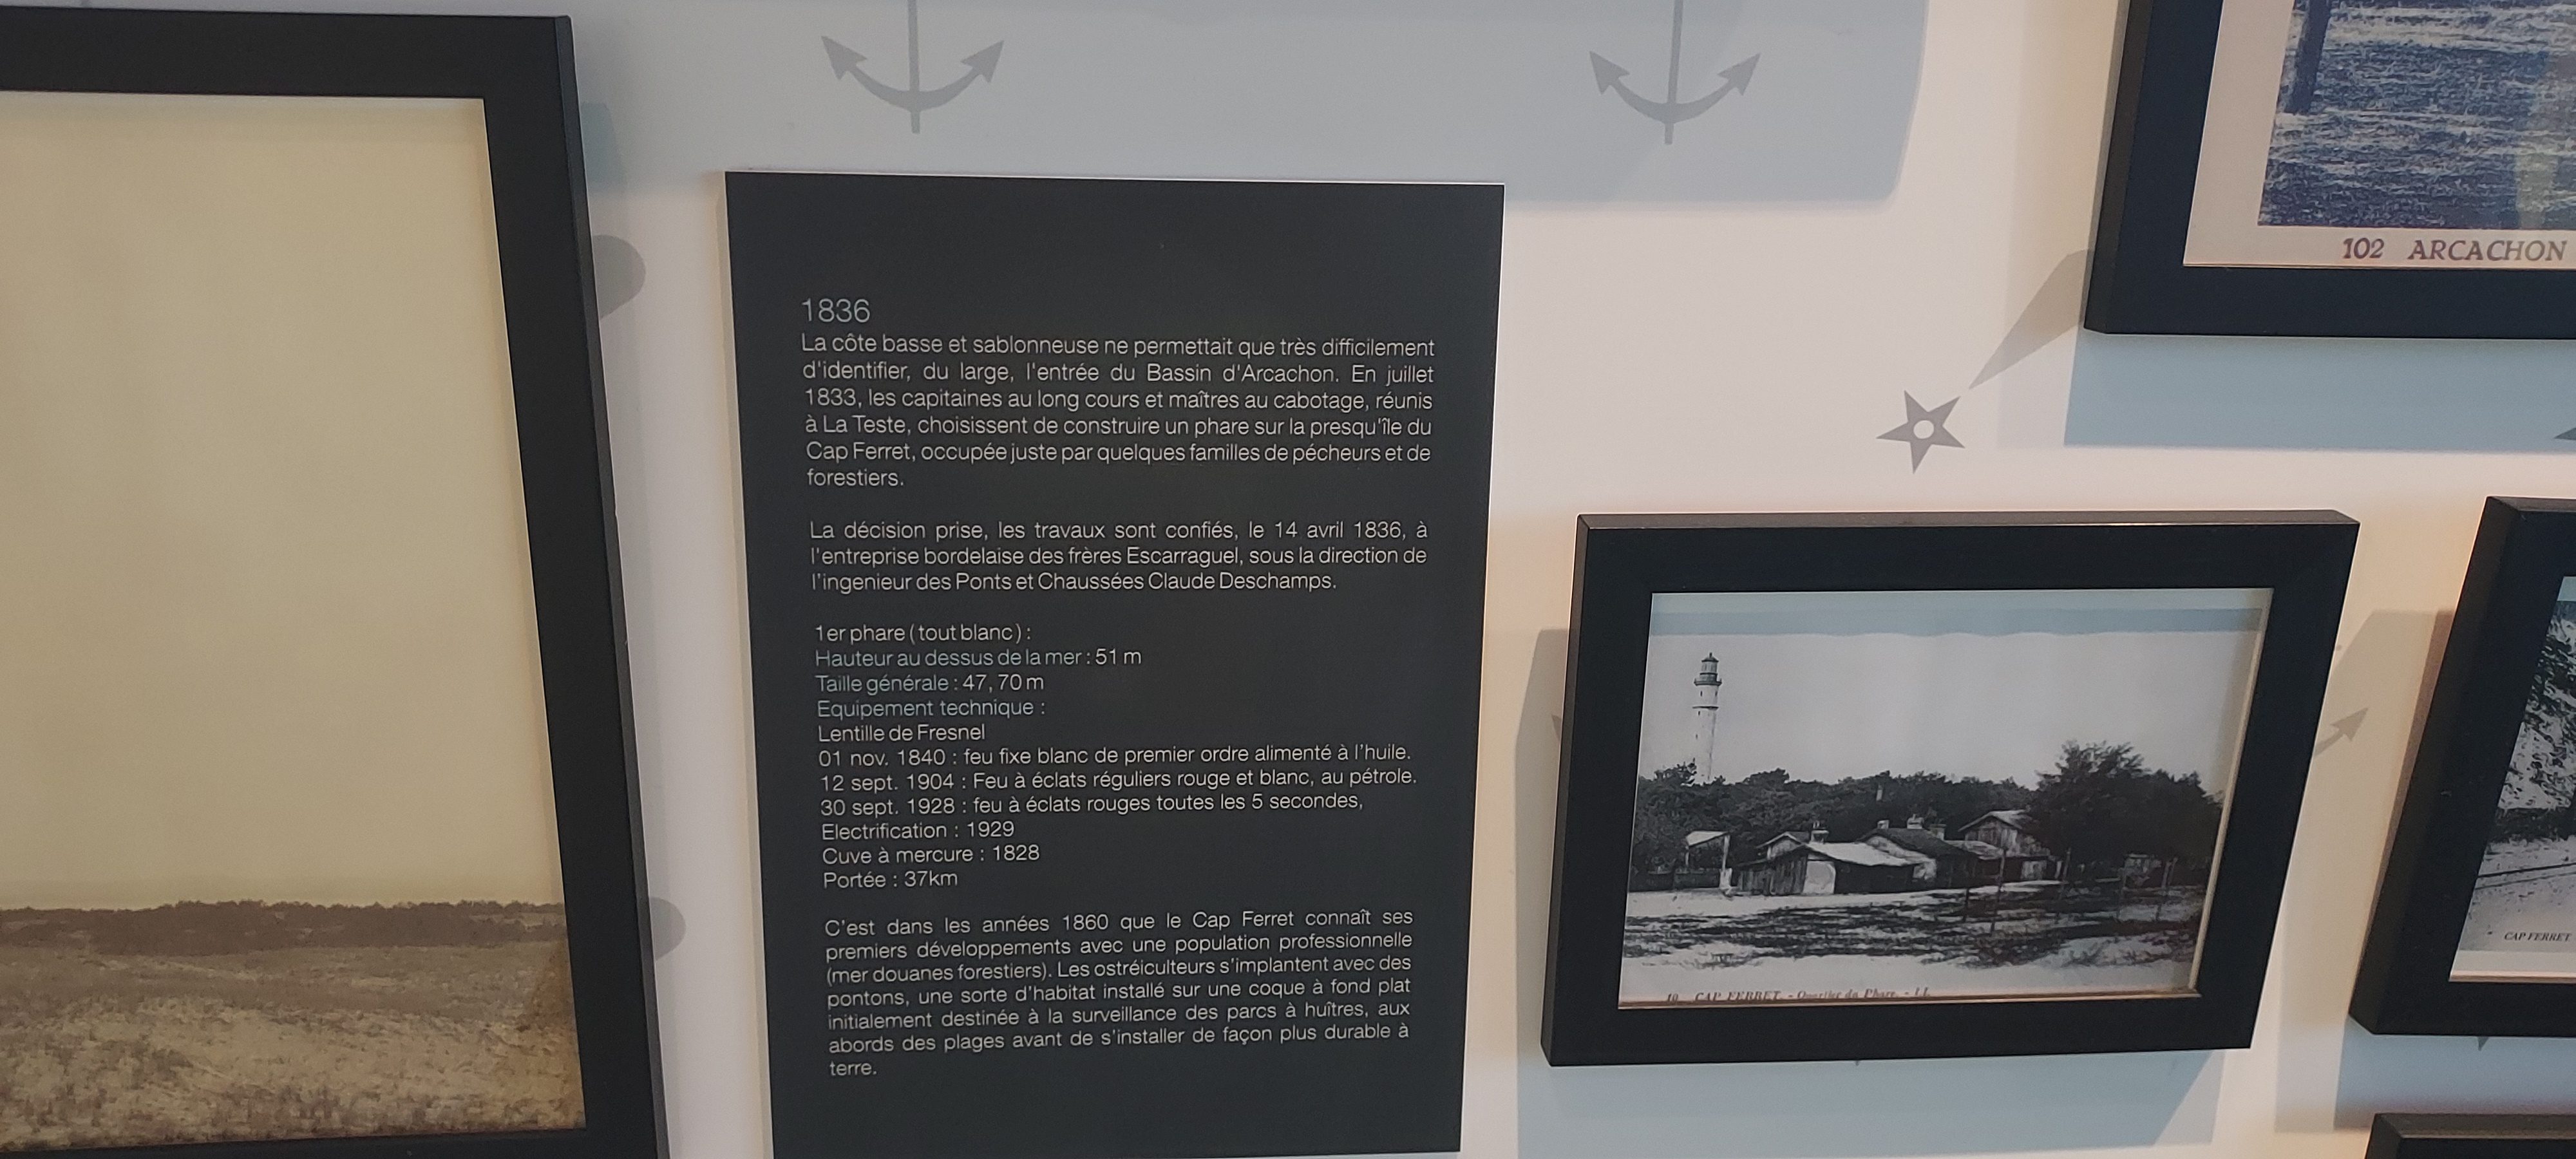 1836
La côte basse et sablonneuse ne permettait que très difficilement
d'identifier, du large, l'entrée du Bassin d'Arcachon. En juillet
1833, les capitaines au long cours et maîtres au cabotage, réunis
à La Teste, choisissent de construire un phare sur la presqu'île du
Cap Ferret, occupée juste par quelques familles de pécheurs et de
forestiers.
La décision prise, les travaux sont confiés, le 14 avril 1836, à
l'entreprise bordelaise des frères Escarraguel, sous la direction de
l'ingenieur des Ponts et Chaussées Claude Deschamps.
1er phare ( tout blanc ) :
Hauteur au dessus de la mer : 51 m
Taille générale : 47, 70 m
Equipement technique :
Lentille de Fresnel
01 nov. 1840 : feu fixe blanc de premier ordre alimenté à l'huile.
12 sept. 1904 : Feu à éclats réguliers rouge et blanc, au pétrole.
30 sept. 1928 : feu à éclats rouges toutes les 5 secondes,
Electrification : 1929
Cuve à mercure : 1828
Portée : 37km
C'est dans les années 1860 que le Cap Ferret connaît ses
premiers développements avec une population professionnelle
(mer douanes forestiers). Les ostréiculteurs s'implantent avec des
pontons, une sorte d'habitat installé sur une coque à fond plat
initialement destinée à la surveillance des parcs à huîtres, aux
abords des plages avant de s'installer de façon plus durable à
terre.
102 ARCACHON
10 CAP FERRET. - Quartier du Phare. - LL
CAP FERRET